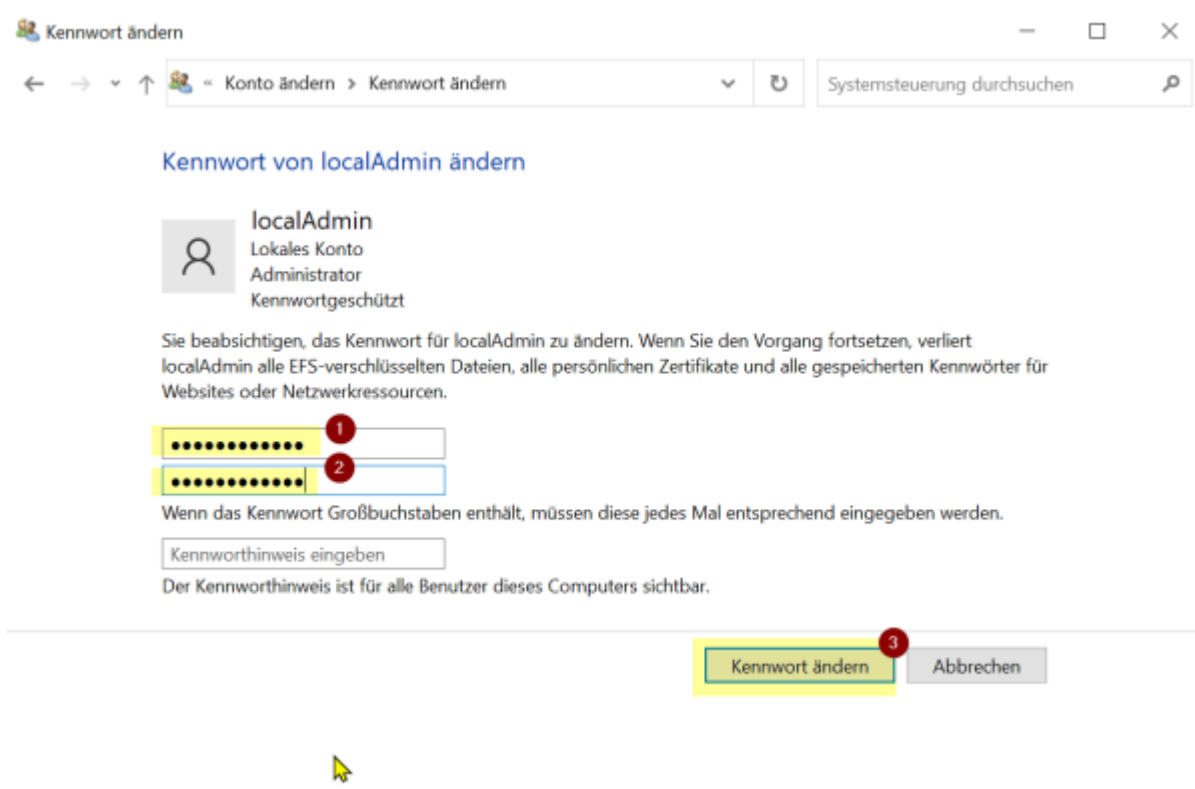 Kennwort ändern
« Konto ändern > Kennwort ändern
Systemsteuerung durchsuchen
Kennwort von localAdmin ändern
localAdmin
Lokales Konto
Administrator
Kennwortgeschützt
Sie beabsichtigen, das Kennwort für localAdmin zu ändern. Wenn Sie den Vorgang fortsetzen, verliert
localAdmin alle EFS-verschlüsselten Dateien, alle persönlichen Zertifikate und alle gespeicherten Kennwörter für
Websites oder Netzwerkressourcen.
●●●●●●●●●●●● 1
●●●●●●●●●●●● 2
Wenn das Kennwort Großbuchstaben enthält, müssen diese jedes Mal entsprechend eingegeben werden.
Kennworthinweis eingeben
Der Kennworthinweis ist für alle Benutzer dieses Computers sichtbar.
3
Kennwort ändern Abbrechen